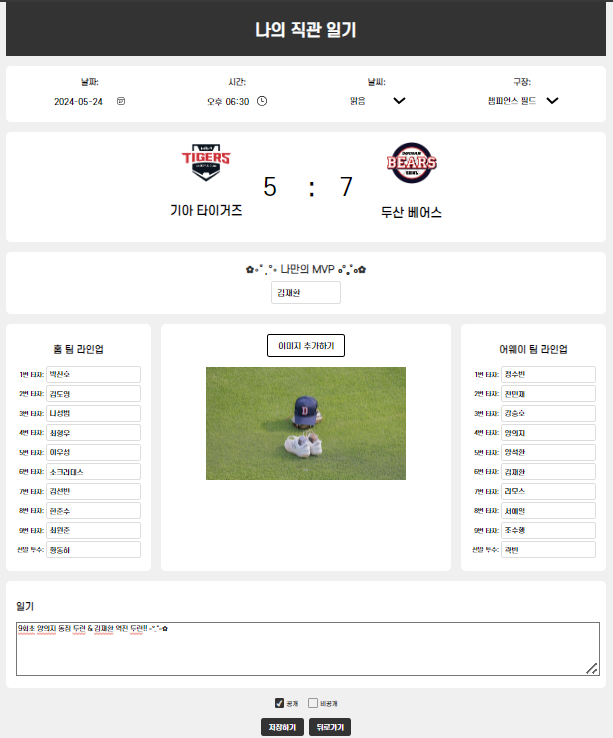 나의 직관 일기
날짜: 시간: 날씨: 구장:
2024-05-24 오후 06:30 맑음 챔피언스 필드
TIGERS BEARS
5 : 7
기아 타이거즈 두산 베어스
✿∘˚˳°∘ 나만의 MVP ∘°˳˚∘✿
김재환
홈 팀 라인업
1번 타자: 박찬호
2번 타자: 김도영
3번 타자: 나성범
4번 타자: 최형우
5번 타자: 이우성
6번 타자: 소크라테스
7번 타자: 김선빈
8번 타자: 한준수
9번 타자: 최원준
선발 투수: 황동하
이미지 추가하기
D
어웨이 팀 라인업
1번 타자: 정수빈
2번 타자: 전민재
3번 타자: 강승호
4번 타자: 양의지
5번 타자: 양석환
6번 타자: 김재환
7번 타자: 라모스
8번 타자: 서예일
9번 타자: 조수행
선발 투수: 곽빈
일기
9회초 양의지 동점 두런 & 김재환 역전 두런!! ∘°˳˚∘✿
공개 비공개
저장하기 뒤로가기